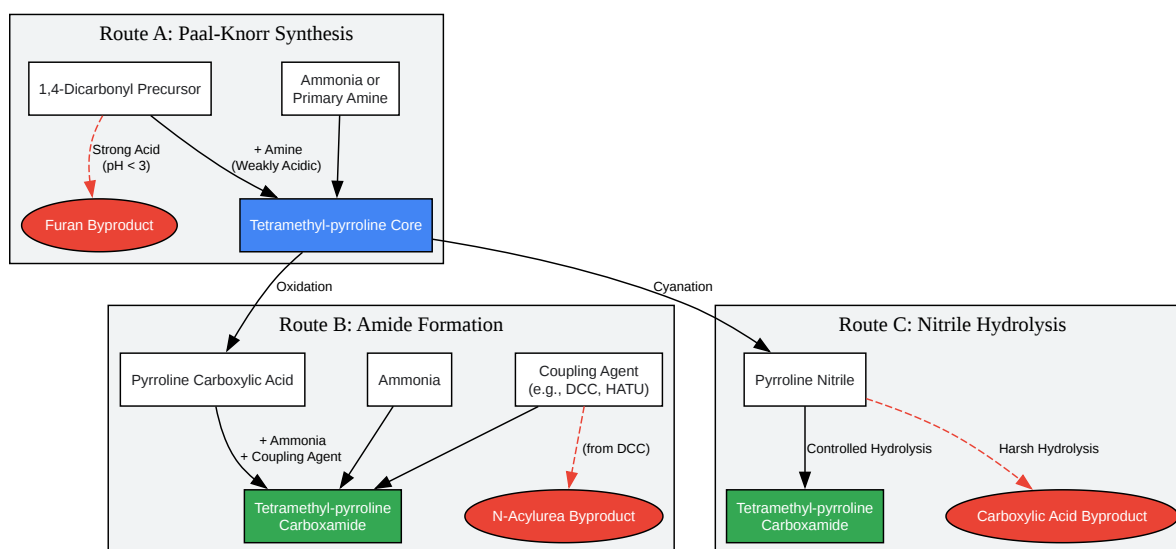 Route A: Paal-Knorr Synthesis
1,4-Dicarbonyl Precursor
Ammonia or
Primary Amine
Strong Acid
(pH < 3)
+ Amine
(Weakly Acidic)
Furan Byproduct
Tetramethyl-pyrroline Core
Oxidation
Cyanation
Route B: Amide Formation
Pyrroline Carboxylic Acid
Ammonia
Coupling Agent
(e.g., DCC, HATU)
+ Ammonia
+ Coupling Agent
(from DCC)
Tetramethyl-pyrroline
Carboxamide
N-Acylurea Byproduct
Route C: Nitrile Hydrolysis
Pyrroline Nitrile
Controlled Hydrolysis
Harsh Hydrolysis
Tetramethyl-pyrroline
Carboxamide
Carboxylic Acid Byproduct